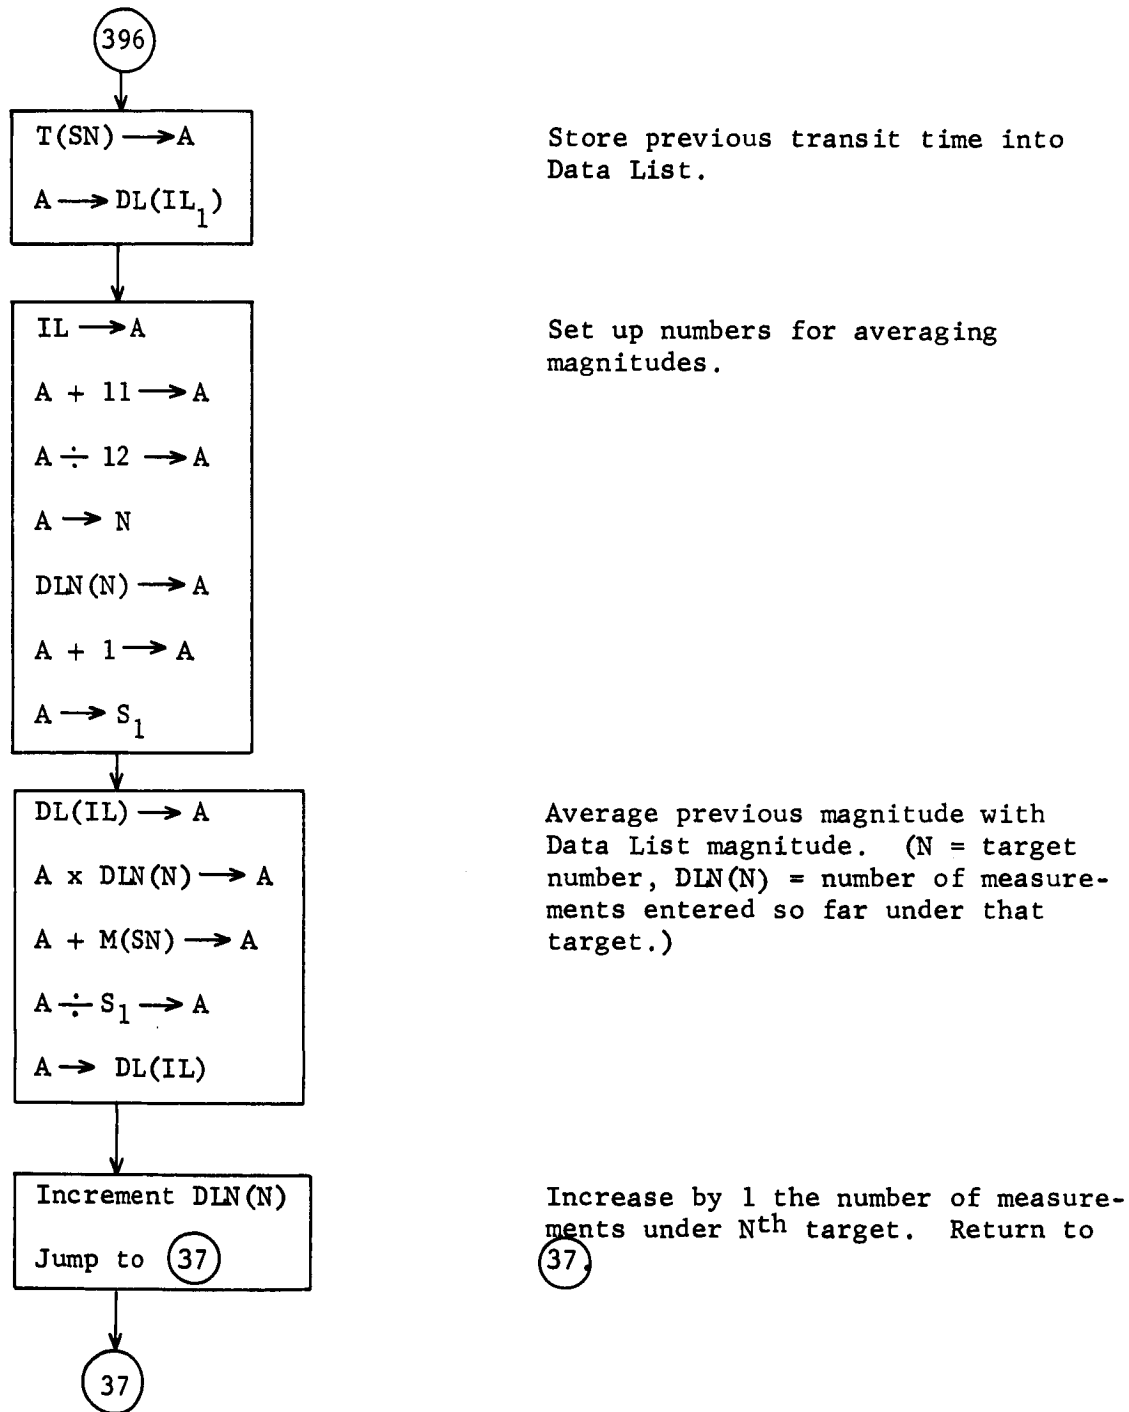 396
T(SN) → A
A → DL(IL₁)
Store previous transit time into
Data List.
IL → A
A + 11 → A
A ÷ 12 → A
A → N
DLN(N) → A
A + 1 → A
A → S₁
Set up numbers for averaging
magnitudes.
DL(IL) → A
A x DLN(N) → A
A + M(SN) → A
A ÷ S₁ → A
A → DL(IL)
Average previous magnitude with
Data List magnitude. (N = target
number, DLN(N) = number of measure-
ments entered so far under that
target.)
Increment DLN(N)
Jump to 37
Increase by 1 the number of measure-
ments under Nth target. Return to
37.
37